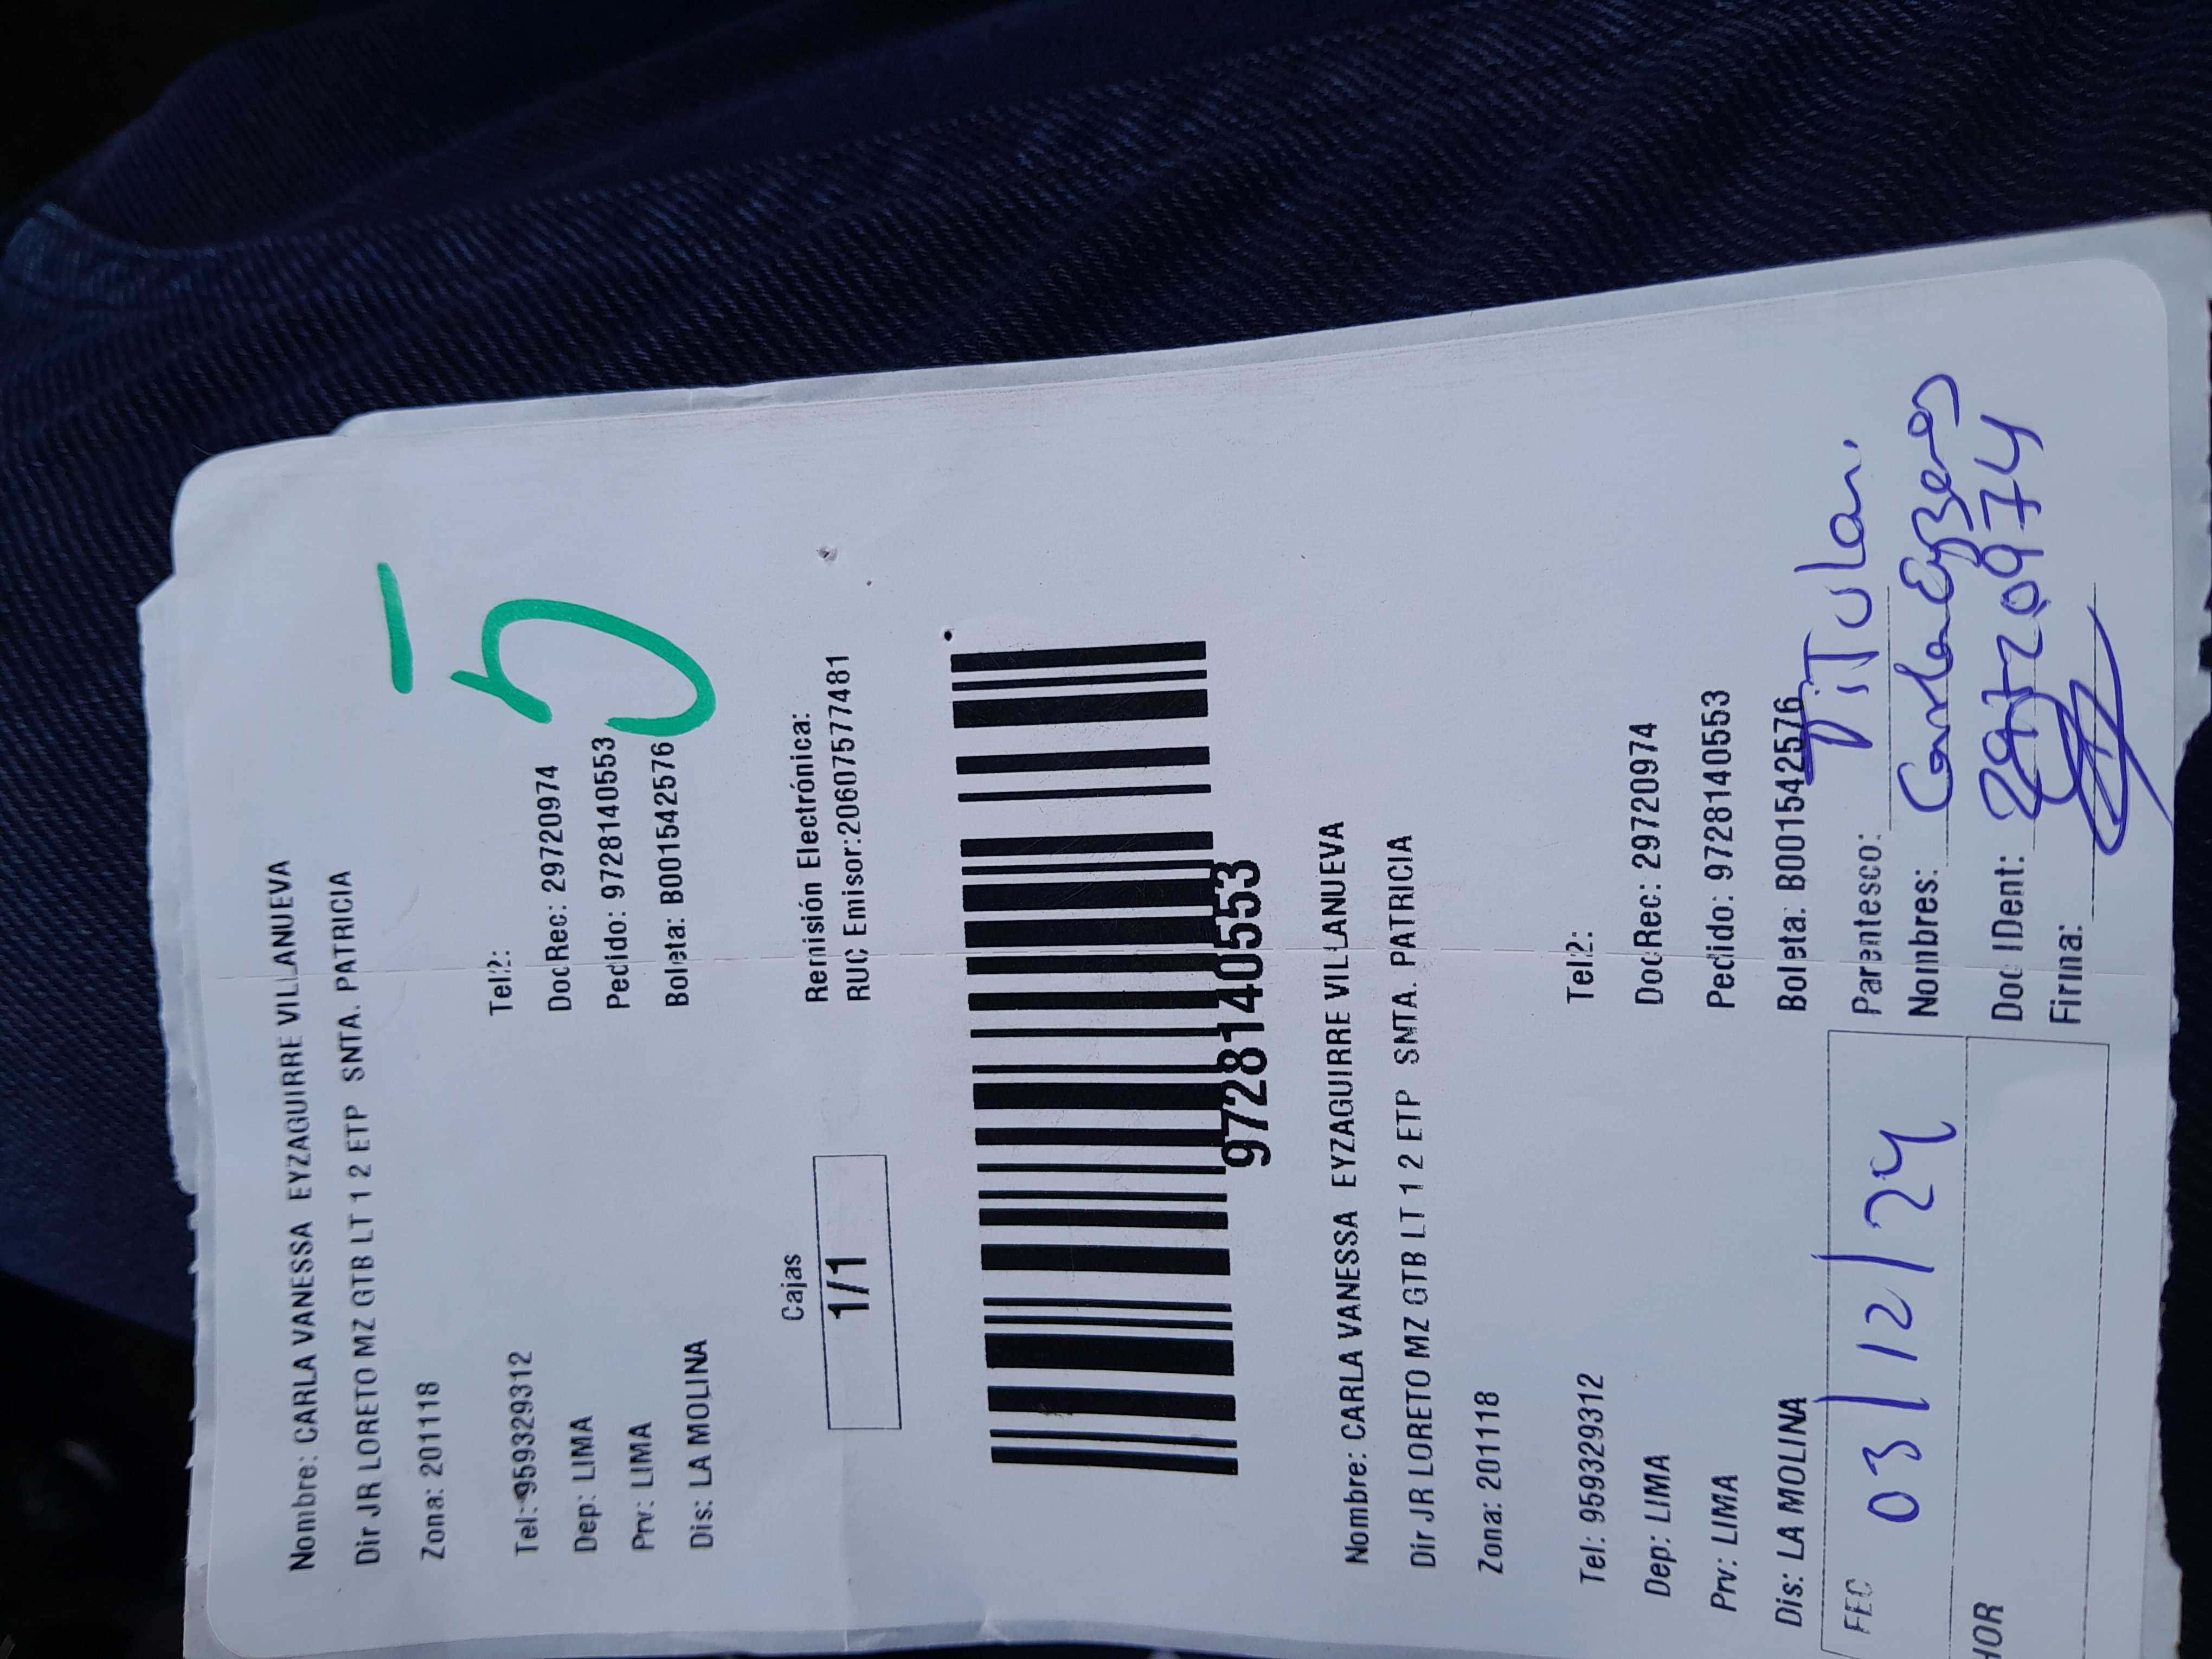 Nombre: CARLA VANESSA EYZAGUIRRE VILLANUEVA
Dir JR LORETO MZ GTB LT 1 2 ETP SNTA. PATRICIA
Zona: 201118
5
Tel: 959329312 Tel2:
Dep: LIMA DocRec: 29720974
Prv: LIMA Pedido: 97281 40553
Dis: LA MOLINA Boleta: B001542576
Cajas Remisión Electrónica:
1/1 RUC Emisor:20607577481
9728140553
Nombre: CARLA VANESSA EYZAGUIRRE VILLANUEVA
Dir JR LORETO MZ GTB LT 1 2 ETP SNTA. PATRICIA
Zona: 201118
Tel: 959329312 Tel2:
Dep: LIMA DocRec: 29720974
Prv: LIMA Pedido: 9728140553
Dis: LA MOLINA Boleta: B001542576
FEC 03/12/24 Parentesco: TiTular.
Nombres: Carla
HOR Doc IDent: 29720974
Firma: